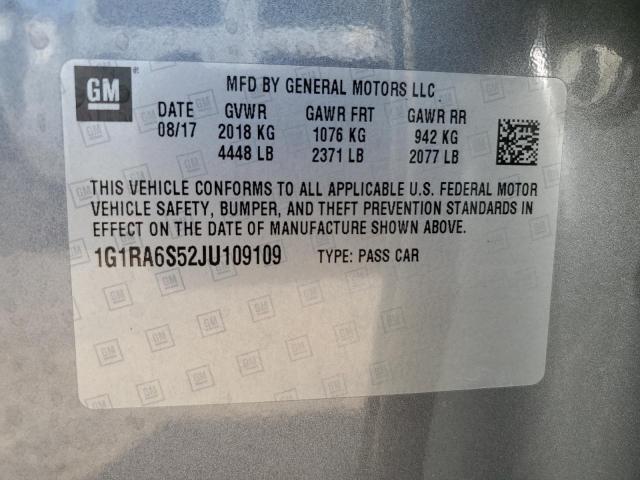 GM ®
MFD BY GENERAL MOTORS LLC
DATE GVWR GAWR FRT GAWR RR
08/17 2018 KG 1076 KG 942 KG
4448 LB 2371 LB 2077 LB
THIS VEHICLE CONFORMS TO ALL APPLICABLE U.S. FEDERAL MOTOR
VEHICLE SAFETY, BUMPER, AND THEFT PREVENTION STANDARDS IN
EFFECT ON THE DATE OF MANUFACTURE SHOWN ABOVE.
1G1RA6S52JU109109 TYPE: PASS CAR